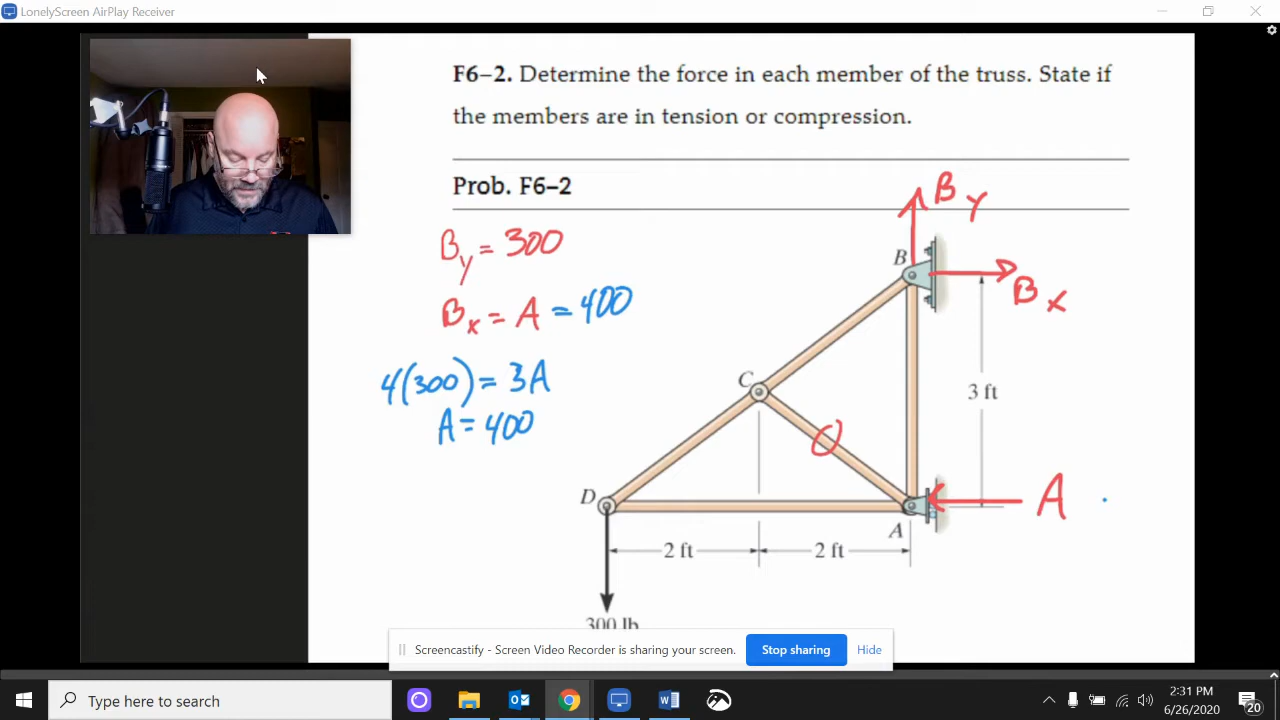 LonelyScreen AirPlay Receiver
F6–2. Determine the force in each member of the truss. State if
the members are in tension or compression.
Prob. F6–2
By
By = 300
B
Bx
Bx = A = 400
4(300) = 3A
C
3 ft
A = 400
O
D
A
A
2 ft
2 ft
300 lb
Screencastify - Screen Video Recorder is sharing your screen.
Stop sharing
Hide
Type here to search
2:31 PM
6/26/2020
20